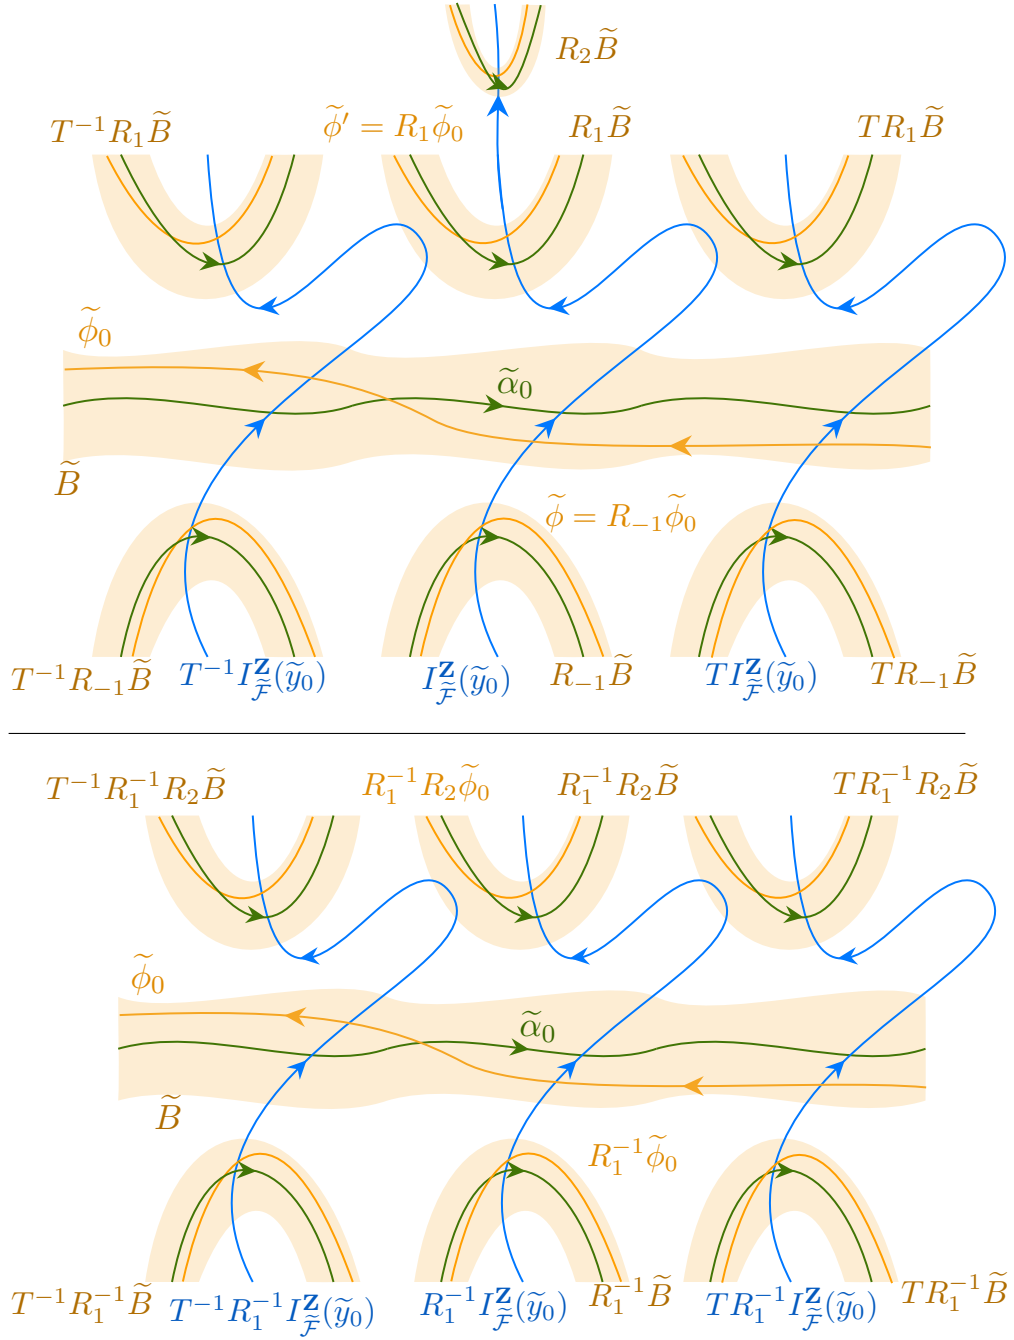 $R_2\widetilde{B}$
$T^{-1}R_1\widetilde{B}$ $\widetilde{\phi}' = R_1\widetilde{\phi}_0$ $R_1\widetilde{B}$ $TR_1\widetilde{B}$
$\widetilde{\phi}_0$
$\widetilde{\alpha}_0$
$\widetilde{B}$
$\widetilde{\phi} = R_{-1}\widetilde{\phi}_0$
$T^{-1}R_{-1}\widetilde{B}$ $T^{-1}I^{\mathbf{Z}}_{\widetilde{\mathcal{F}}}(\widetilde{y}_0)$ $I^{\mathbf{Z}}_{\widetilde{\mathcal{F}}}(\widetilde{y}_0)$ $R_{-1}\widetilde{B}$ $TI^{\mathbf{Z}}_{\widetilde{\mathcal{F}}}(\widetilde{y}_0)$ $TR_{-1}\widetilde{B}$
$T^{-1}R_1^{-1}R_2\widetilde{B}$ $R_1^{-1}R_2\widetilde{\phi}_0$ $R_1^{-1}R_2\widetilde{B}$ $TR_1^{-1}R_2\widetilde{B}$
$\widetilde{\phi}_0$
$\widetilde{\alpha}_0$
$\widetilde{B}$
$R_1^{-1}\widetilde{\phi}_0$
$T^{-1}R_1^{-1}\widetilde{B}$ $T^{-1}R_1^{-1}I^{\mathbf{Z}}_{\widetilde{\mathcal{F}}}(\widetilde{y}_0)$ $R_1^{-1}I^{\mathbf{Z}}_{\widetilde{\mathcal{F}}}(\widetilde{y}_0)$ $R_1^{-1}\widetilde{B}$ $TR_1^{-1}I^{\mathbf{Z}}_{\widetilde{\mathcal{F}}}(\widetilde{y}_0)$ $TR_1^{-1}\widetilde{B}$